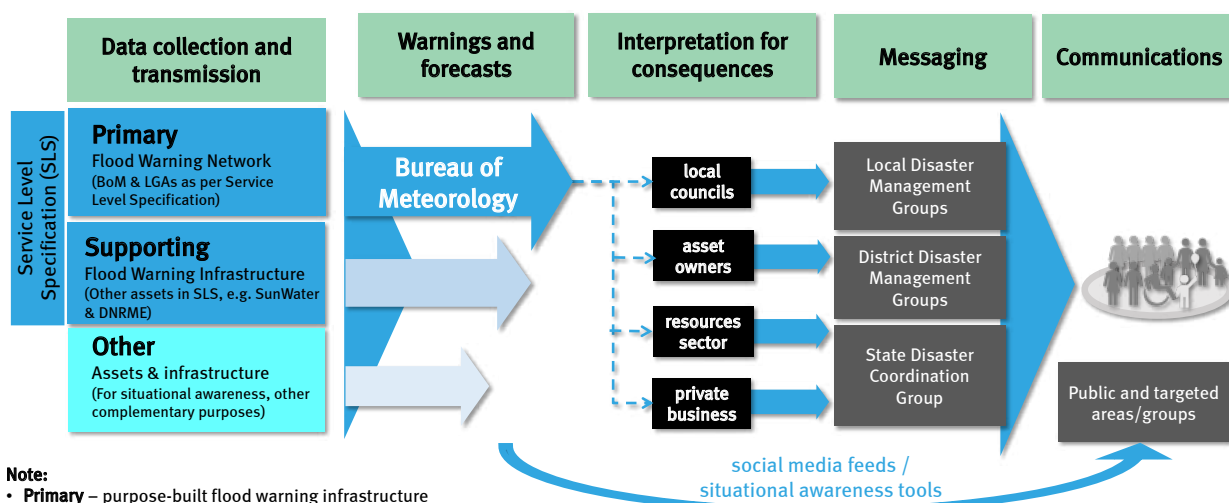 Data collection and
transmission
Warnings and
forecasts
Interpretation for
consequences
Messaging
Communications
Service Level
Specification (SLS)
Primary
Flood Warning Network
(BoM & LGAs as per Service
Level Specification)
Supporting
Flood Warning Infrastructure
(Other assets in SLS, e.g. SunWater
& DNRME)
Other
Assets & infrastructure
(For situational awareness, other
complementary purposes)
Bureau of
Meteorology
local
councils
asset
owners
resources
sector
private
business
Local Disaster
Management
Groups
District Disaster
Management
Groups
State Disaster
Coordination
Group
Public and targeted
areas/groups
social media feeds /
situational awareness tools
Note:
• Primary – purpose-built flood warning infrastructure